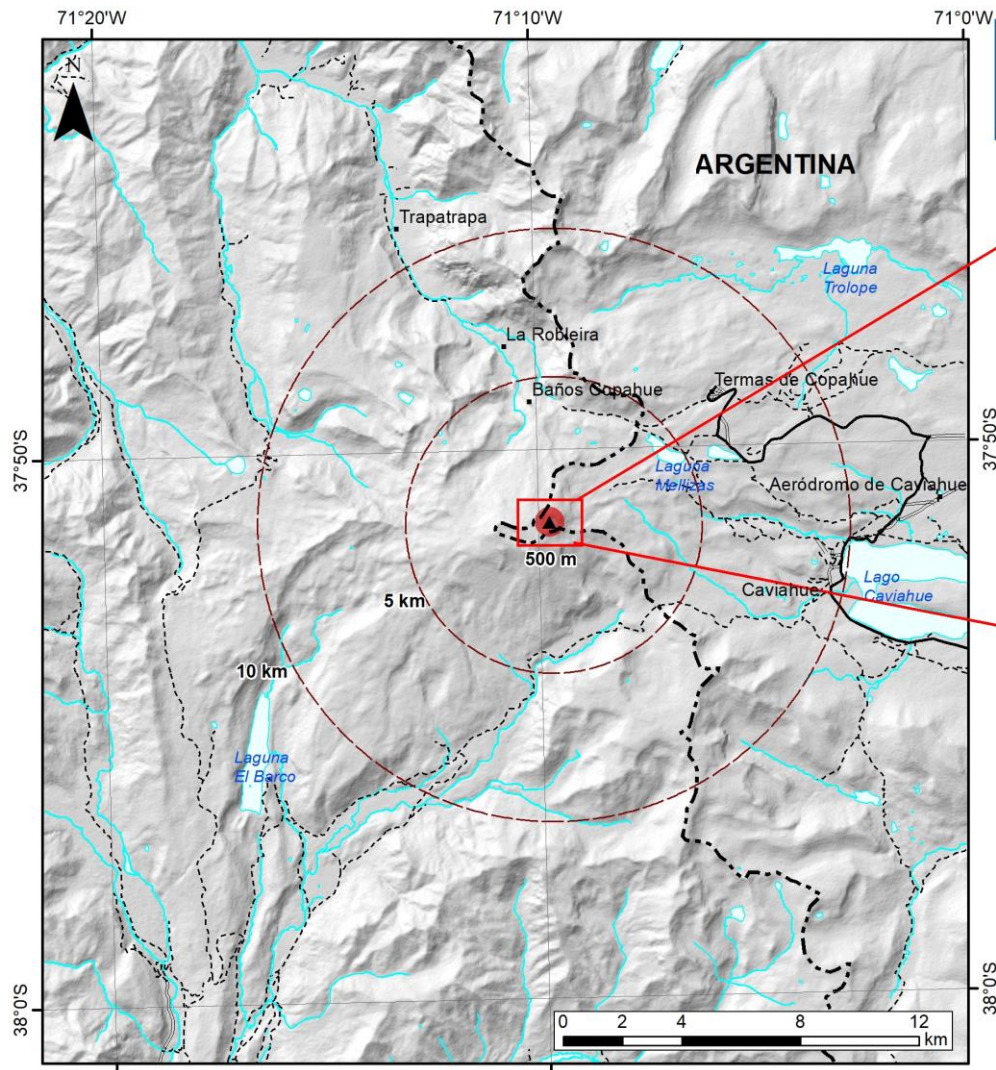 71°20'W
71°10'W
71°0'W
N
ARGENTINA
Trapatrapa
Laguna
Trolope
La Robleira
Termas de Copahue
Baños Copahue
37°50'S
37°50'S
Laguna
Mellizas
Aeródromo de Caviahue
500 m
Caviahue
Lago
Caviahue
5 km
10 km
Laguna
El Barco
38°0'S
38°0'S
0 2 4 8 12
km